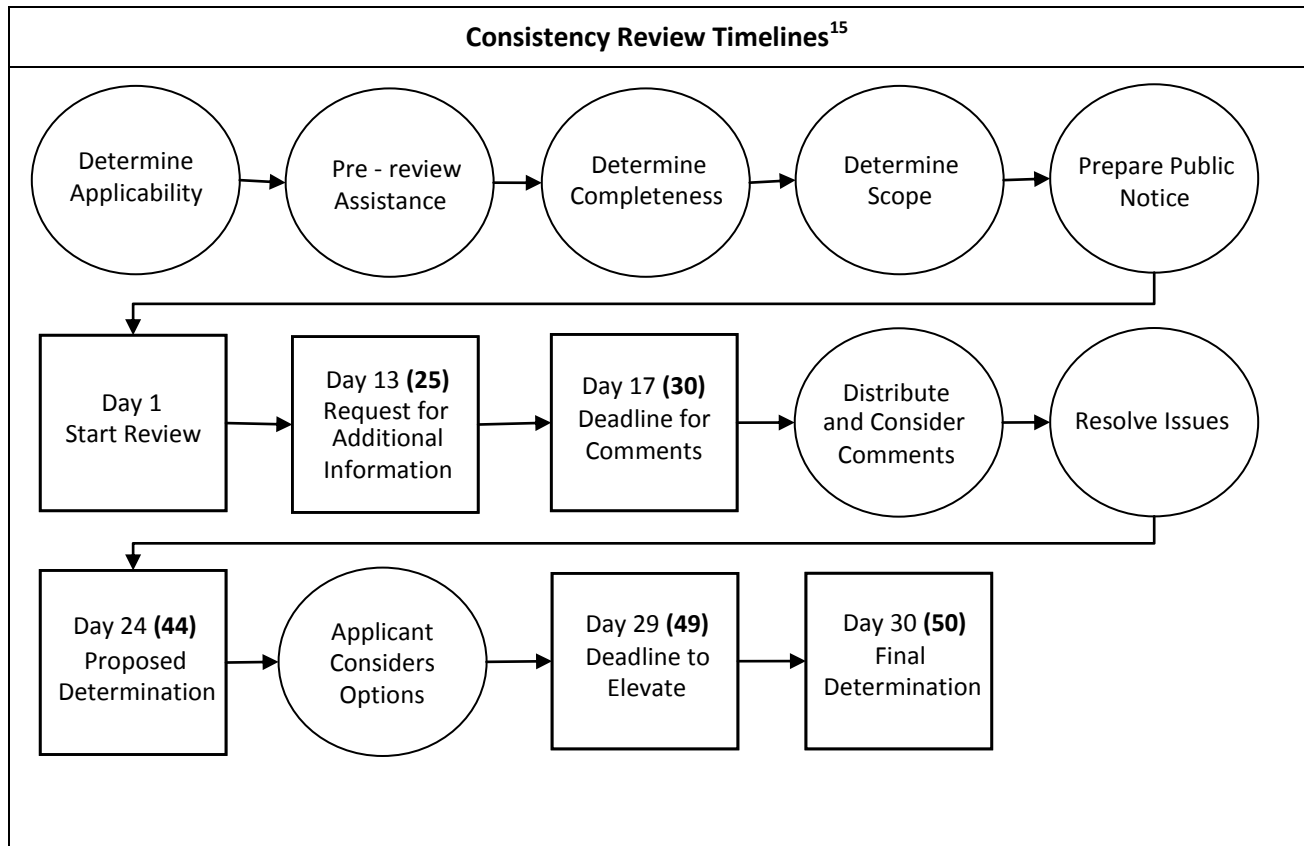 Consistency Review Timelines15
Determine
Applicability
Pre - review
Assistance
Determine
Completeness
Determine
Scope
Prepare Public
Notice
Day 1
Start Review
Day 13 (25)
Request for
Additional
Information
Day 17 (30)
Deadline for
Comments
Distribute
and Consider
Comments
Resolve Issues
Day 24 (44)
Proposed
Determination
Applicant
Considers
Options
Day 29 (49)
Deadline to
Elevate
Day 30 (50)
Final
Determination